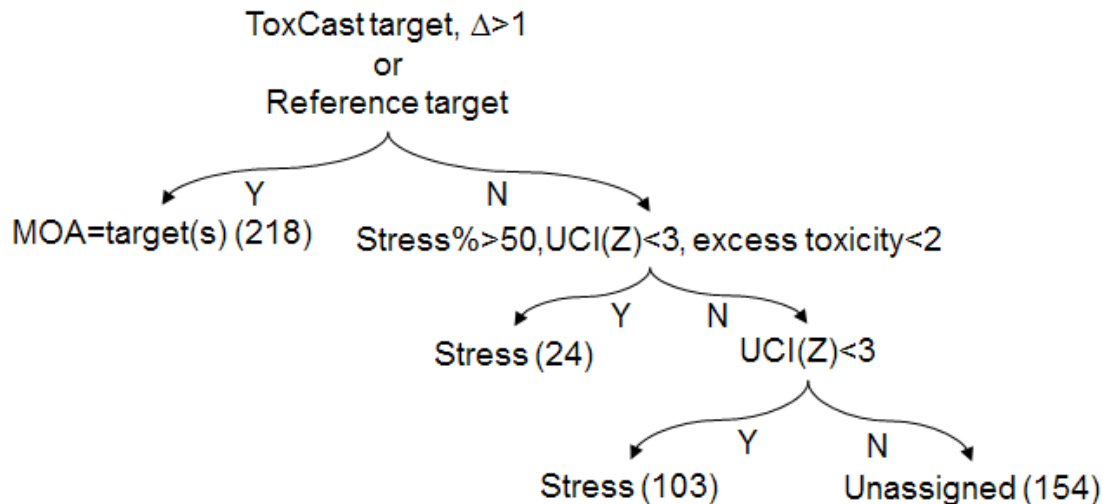 ToxCast target, Δ>1
or
Reference target
Y
N
MOA=target(s) (218)
Stress%>50,UCI(Z)<3, excess toxicity<2
Y
N
Stress (24)
UCI(Z)<3
Y
N
Stress (103)
Unassigned (154)